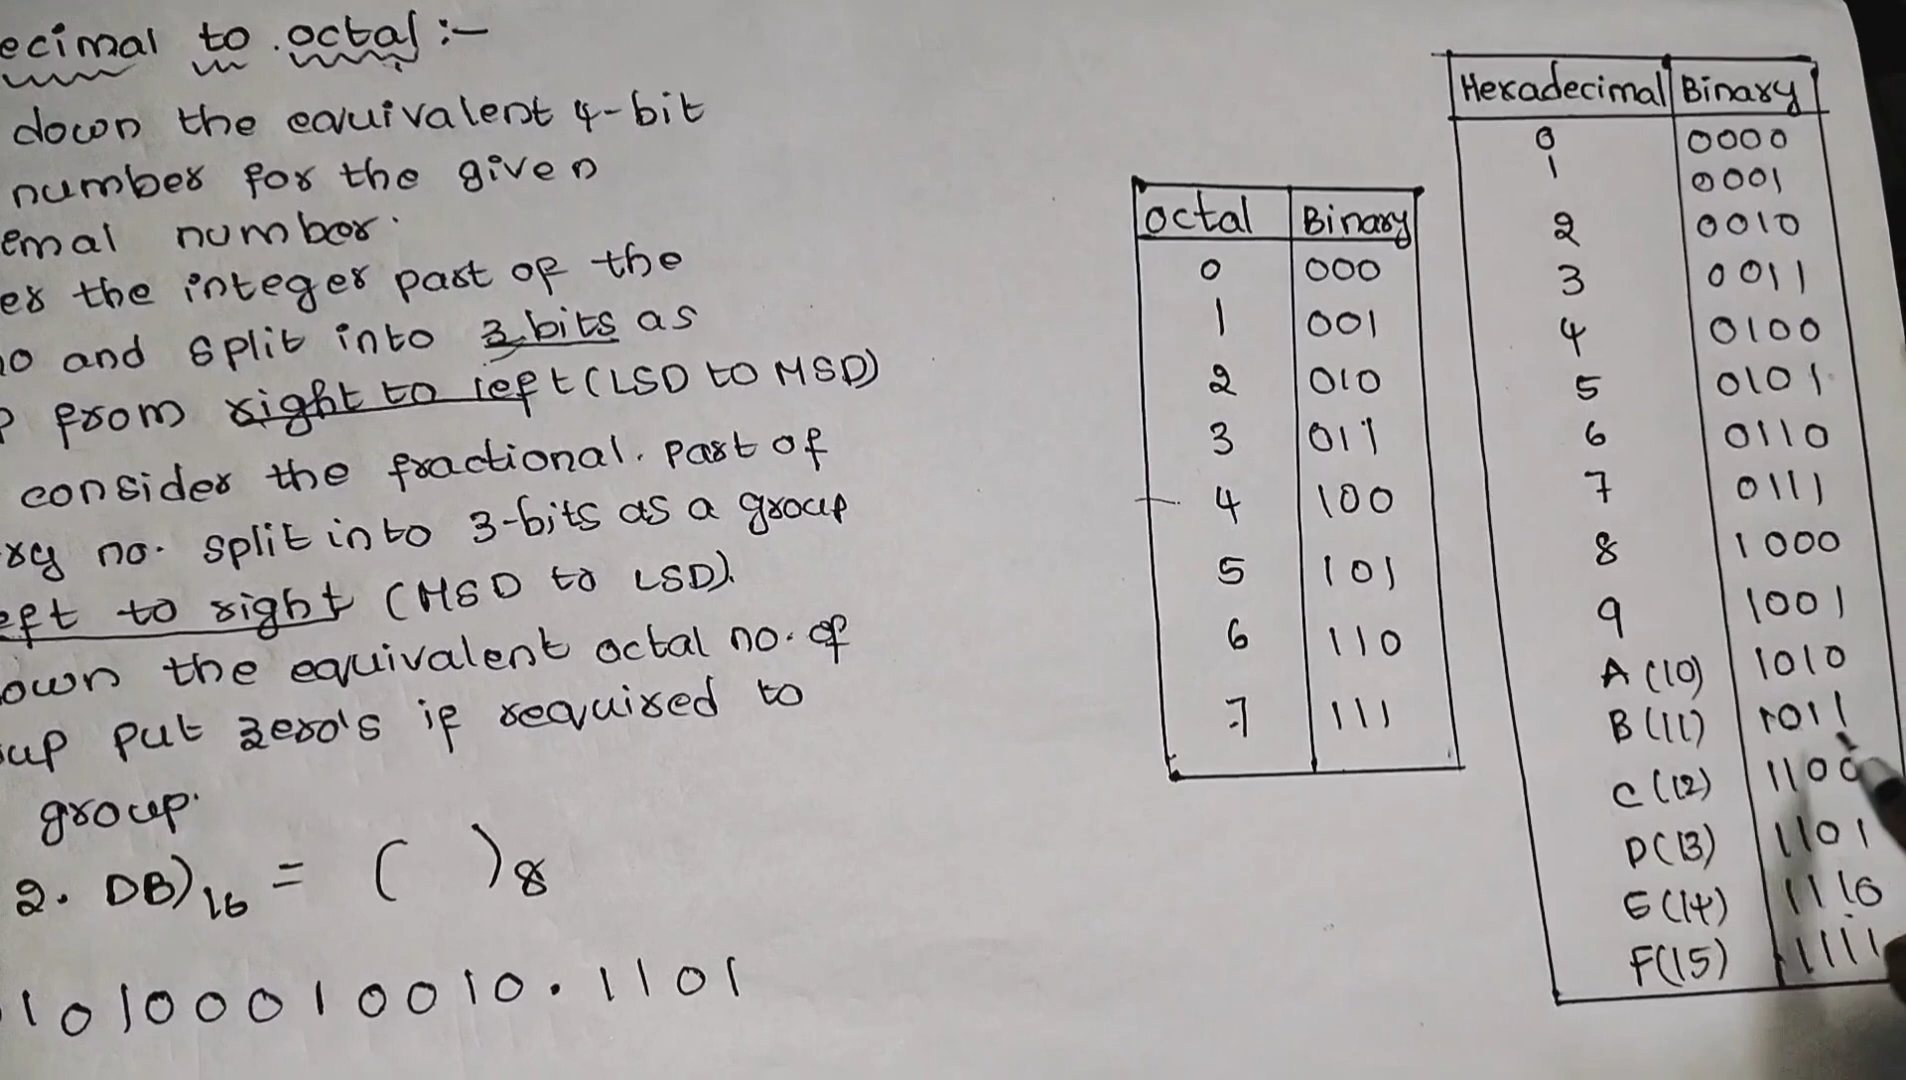 ecimal to octal :-
down the equivalent 4-bit
number for the given
emal number.
er the integer part of the
no and split into 3 bits as
p from right to left (LSD to MSD)
consider the fractional. part of
ry no. split into 3-bits as a group
eft to right (MSD to LSD).
own the equivalent octal no. of
up put zero's if required to
group.
2. DB)16 = ( )8
1010001 0010.1101
Octal Binary
0 000
1 001
2 010
3 011
4 100
5 101
6 110
7 111
Hexadecimal Binary
0 0000
1 0001
2 0010
3 0011
4 0100
5 0101
6 0110
7 0111
8 1000
9 1001
A (10) 1010
B (11) 1011
C (12) 1100
D (13) 1101
E (14) 1110
F (15) 1111